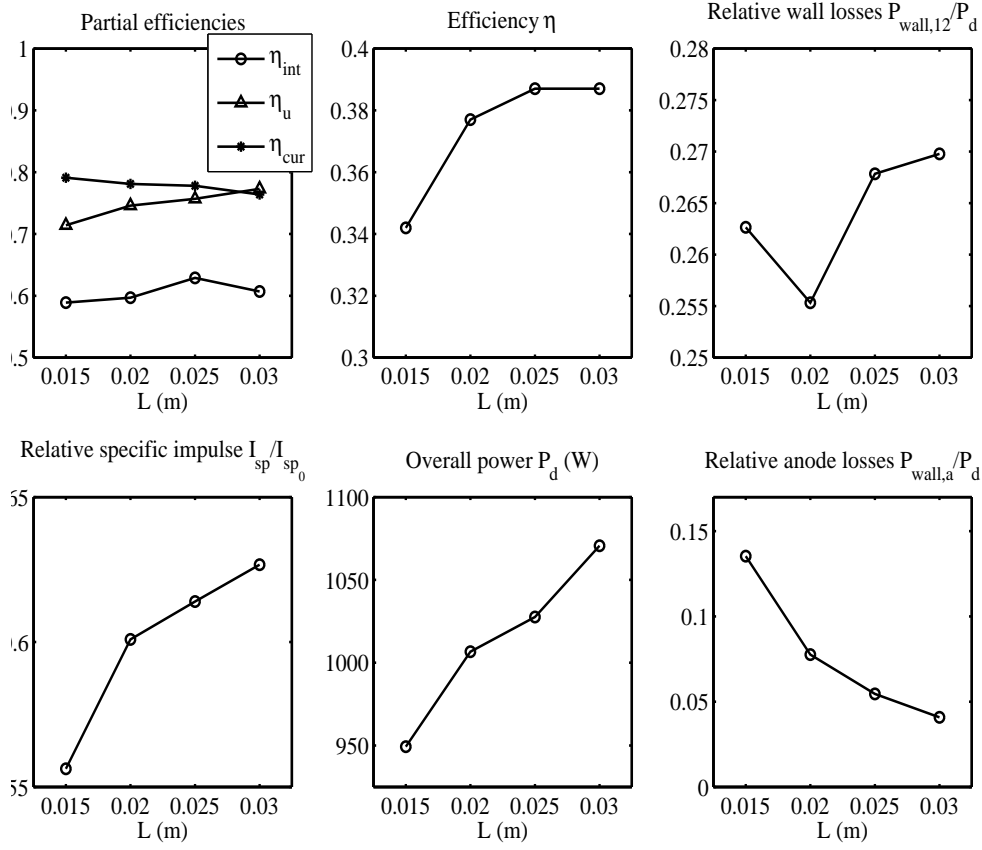 Partial efficiencies
1
0.9
0.8
0.7
0.6
0.5
η_int
η_u
η_cur
0.015 0.02 0.025 0.03
L (m)
Efficiency η
0.4
0.38
0.36
0.34
0.32
0.3
0.015 0.02 0.025 0.03
L (m)
Relative wall losses P_wall,12/P_d
0.28
0.275
0.27
0.265
0.26
0.255
0.25
0.015 0.02 0.025 0.03
L (m)
Relative specific impulse I_sp/I_sp_0
65
0.6
55
0.015 0.02 0.025 0.03
L (m)
Overall power P_d (W)
1100
1050
1000
950
0.015 0.02 0.025 0.03
L (m)
Relative anode losses P_wall,a/P_d
0.15
0.1
0.05
0
0.015 0.02 0.025 0.03
L (m)